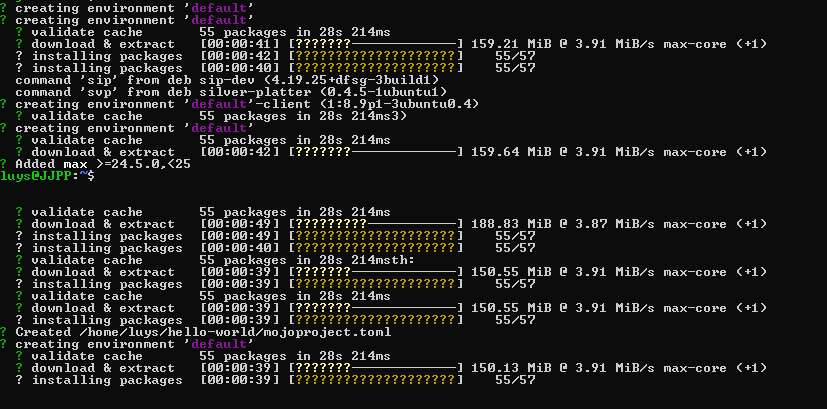 ? creating environment 'default'
? creating environment 'default'
? validate cache 55 packages in 28s 214ms
? download & extract [00:00:41] [???????——————————————] 159.21 MiB @ 3.91 MiB/s max-core (+1)
? installing packages [00:00:42] [????????????????????] 55/57
? installing packages [00:00:40] [????????????????????] 55/57
command 'sip' from deb sip-dev (4.19.25+dfsg-3build1)
command 'svp' from deb silver-platter (0.4.5-1ubuntu1)
? creating environment 'default'-client (1:8.9p1-3ubuntu0.4)
? validate cache 55 packages in 28s 214ms3)
? creating environment 'default'
? validate cache 55 packages in 28s 214ms
? download & extract [00:00:42] [???????——————————————] 159.64 MiB @ 3.91 MiB/s max-core (+1)
? Added max >=24.5.0,<25
luys@JJPP:~$
? validate cache 55 packages in 28s 214ms
? download & extract [00:00:49] [?????????————————————] 188.83 MiB @ 3.87 MiB/s max-core (+1)
? installing packages [00:00:49] [????????????????????] 55/57
? installing packages [00:00:40] [????????????????????] 55/57
? validate cache 55 packages in 28s 214msth:
? download & extract [00:00:39] [???????——————————————] 150.55 MiB @ 3.91 MiB/s max-core (+1)
? installing packages [00:00:39] [????????????????????] 55/57
? validate cache 55 packages in 28s 214ms
? download & extract [00:00:39] [???????——————————————] 150.55 MiB @ 3.91 MiB/s max-core (+1)
? installing packages [00:00:39] [????????????????????] 55/57
? Created /home/luys/hello-world/mojoproject.toml
? creating environment 'default'
? validate cache 55 packages in 28s 214ms
? download & extract [00:00:39] [???????——————————————] 150.13 MiB @ 3.91 MiB/s max-core (+1)
? installing packages [00:00:39] [????????????????????] 55/57